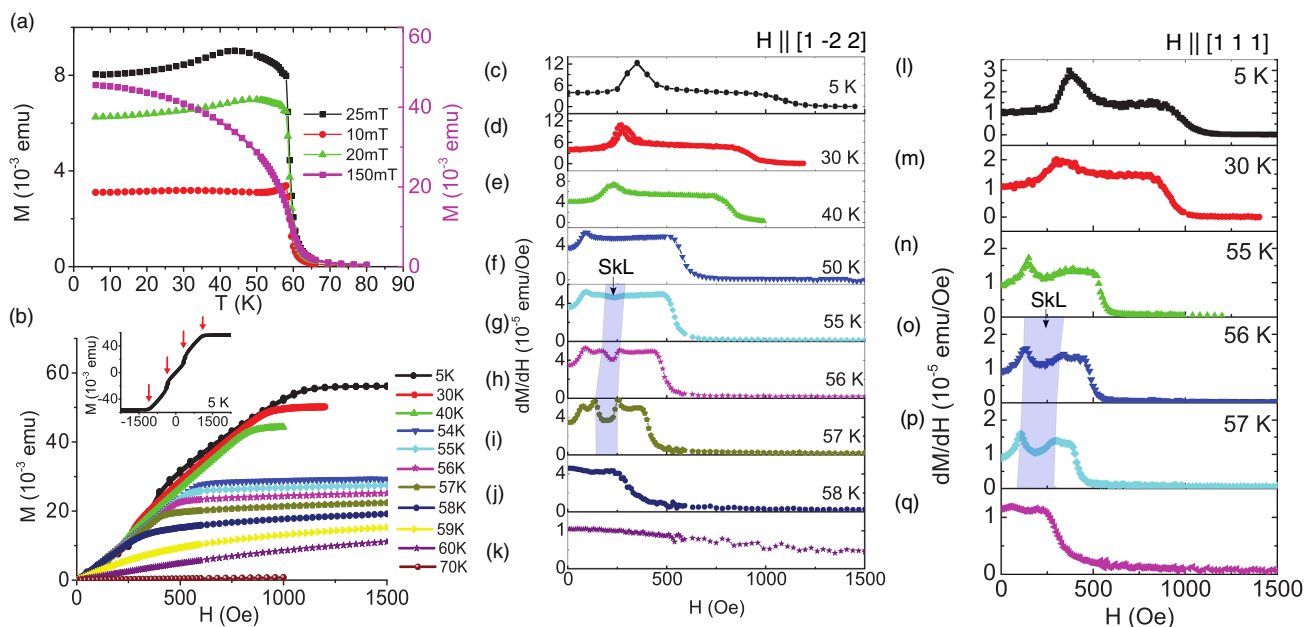 (a)
M (10-3 emu)
8
4
0
0 10 20 30 40 50 60 70 80 90
T (K)
60
40
20
0
M (10-3 emu)
25mT
10mT
20mT
150mT
(b)
M (10-3 emu)
60
40
20
0
0 500 1000 1500
H (Oe)
M (10-3 emu)
40
0
−40
−1500 0 1500
5 K
5K
30K
40K
54K
55K
56K
57K
58K
59K
60K
70K
H || [1 -2 2]
dM/dH (10-5 emu/Oe)
(c)
12
8
4
0
5 K
(d)
12
8
4
0
30 K
(e)
8
4
0
40 K
(f)
4
0
50 K
SkL
(g)
4
0
55 K
(h)
4
0
56 K
(i)
4
0
57 K
(j)
4
0
58 K
(k)
1
0
0 500 1000 1500
H (Oe)
H || [1 1 1]
dM/dH (10-5 emu/Oe)
(l)
3
2
1
0
5 K
(m)
2
1
0
30 K
(n)
2
1
0
55 K
SkL
(o)
2
1
0
56 K
(p)
2
1
0
57 K
(q)
1
0
0 500 1000 1500
H (Oe)